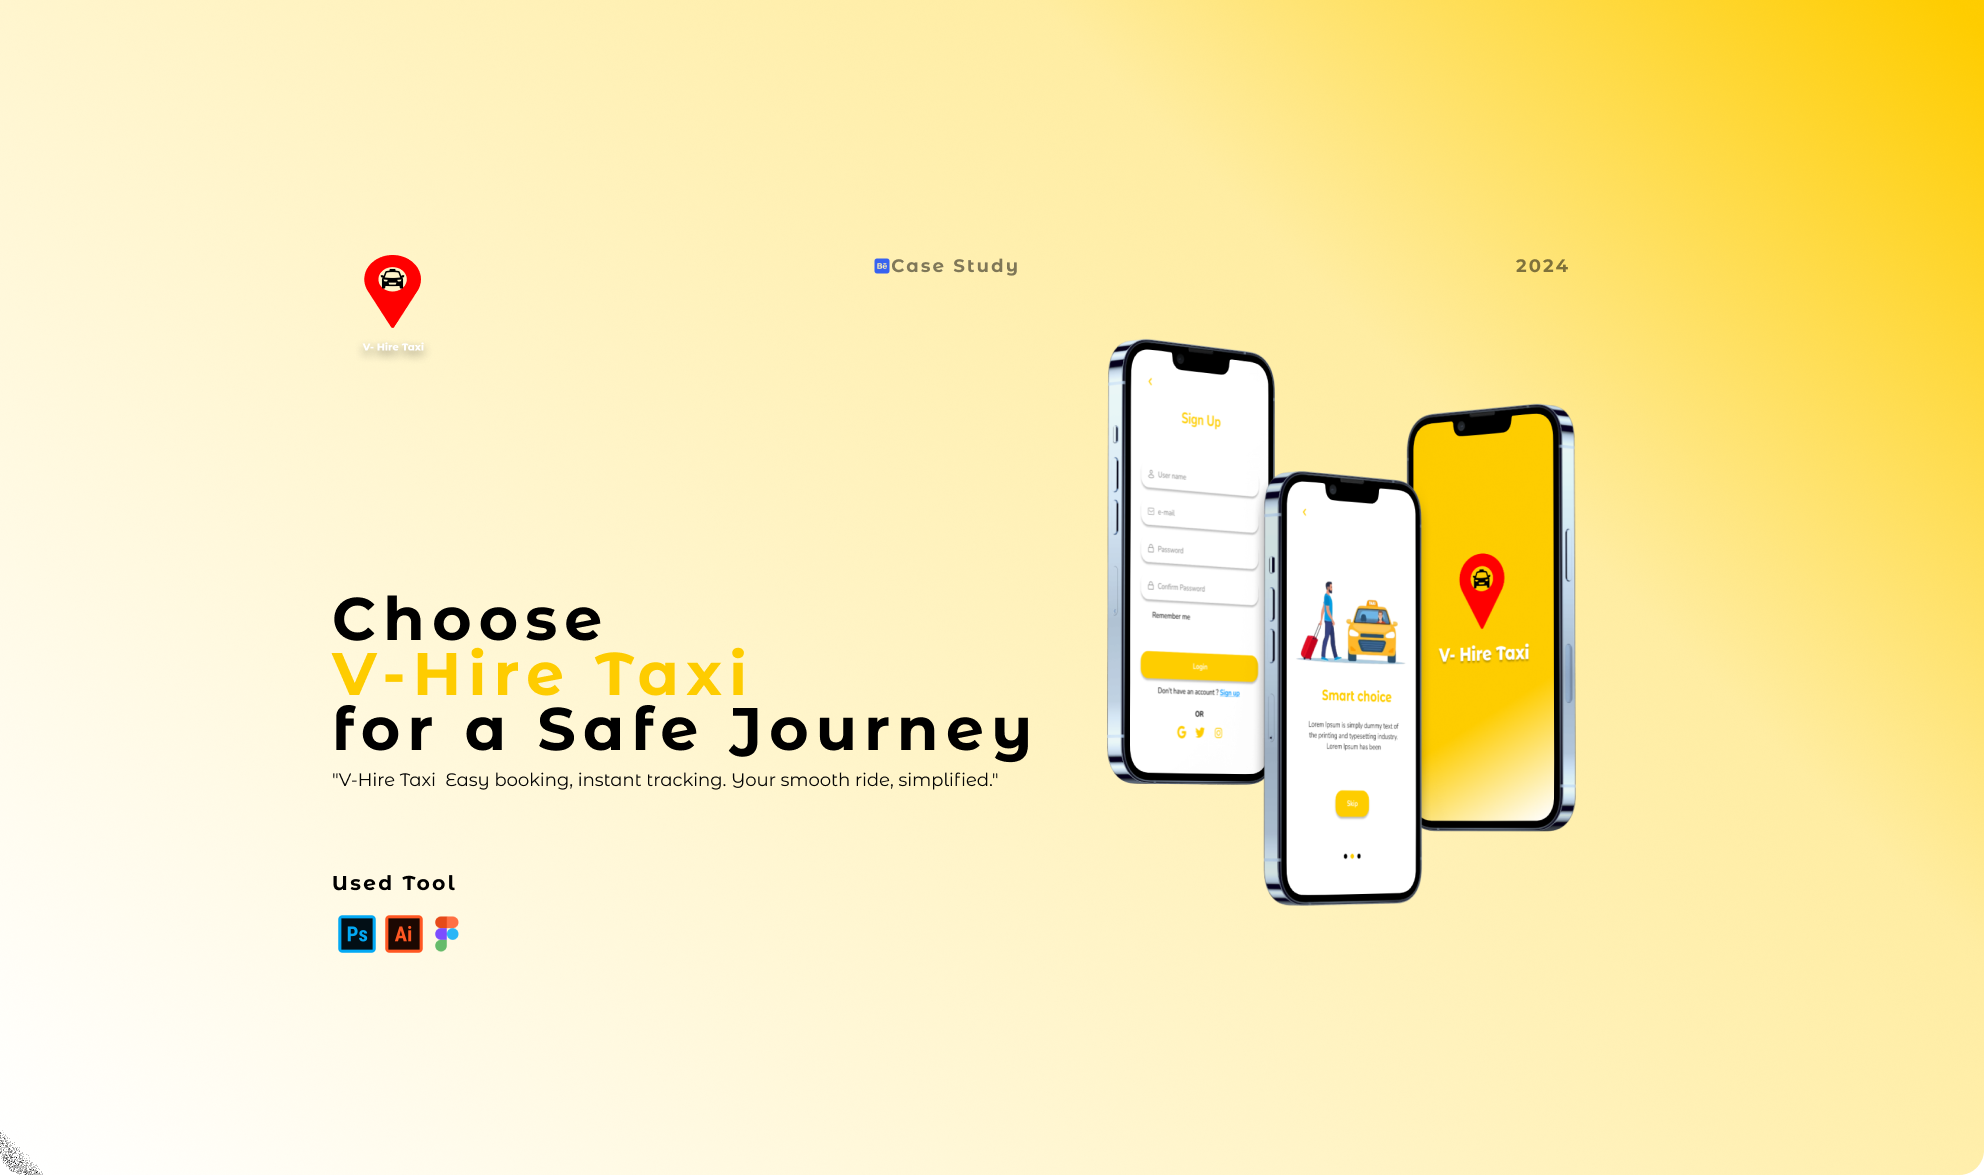 V- Hire Taxi
Bē Case Study
2024
Choose
V-Hire Taxi
for a Safe Journey
"V-Hire Taxi Easy booking, instant tracking. Your smooth ride, simplified."
Used Tool
Ps Ai
Sign Up
User name
e-mail
Password
Confirm Password
Remember me
Login
Don't have an account ? Sign up
OR
G
Smart choice
Lorem Ipsum is simply dummy text of
the printing and typesetting industry.
Lorem Ipsum has been
Skip
V- Hire Taxi